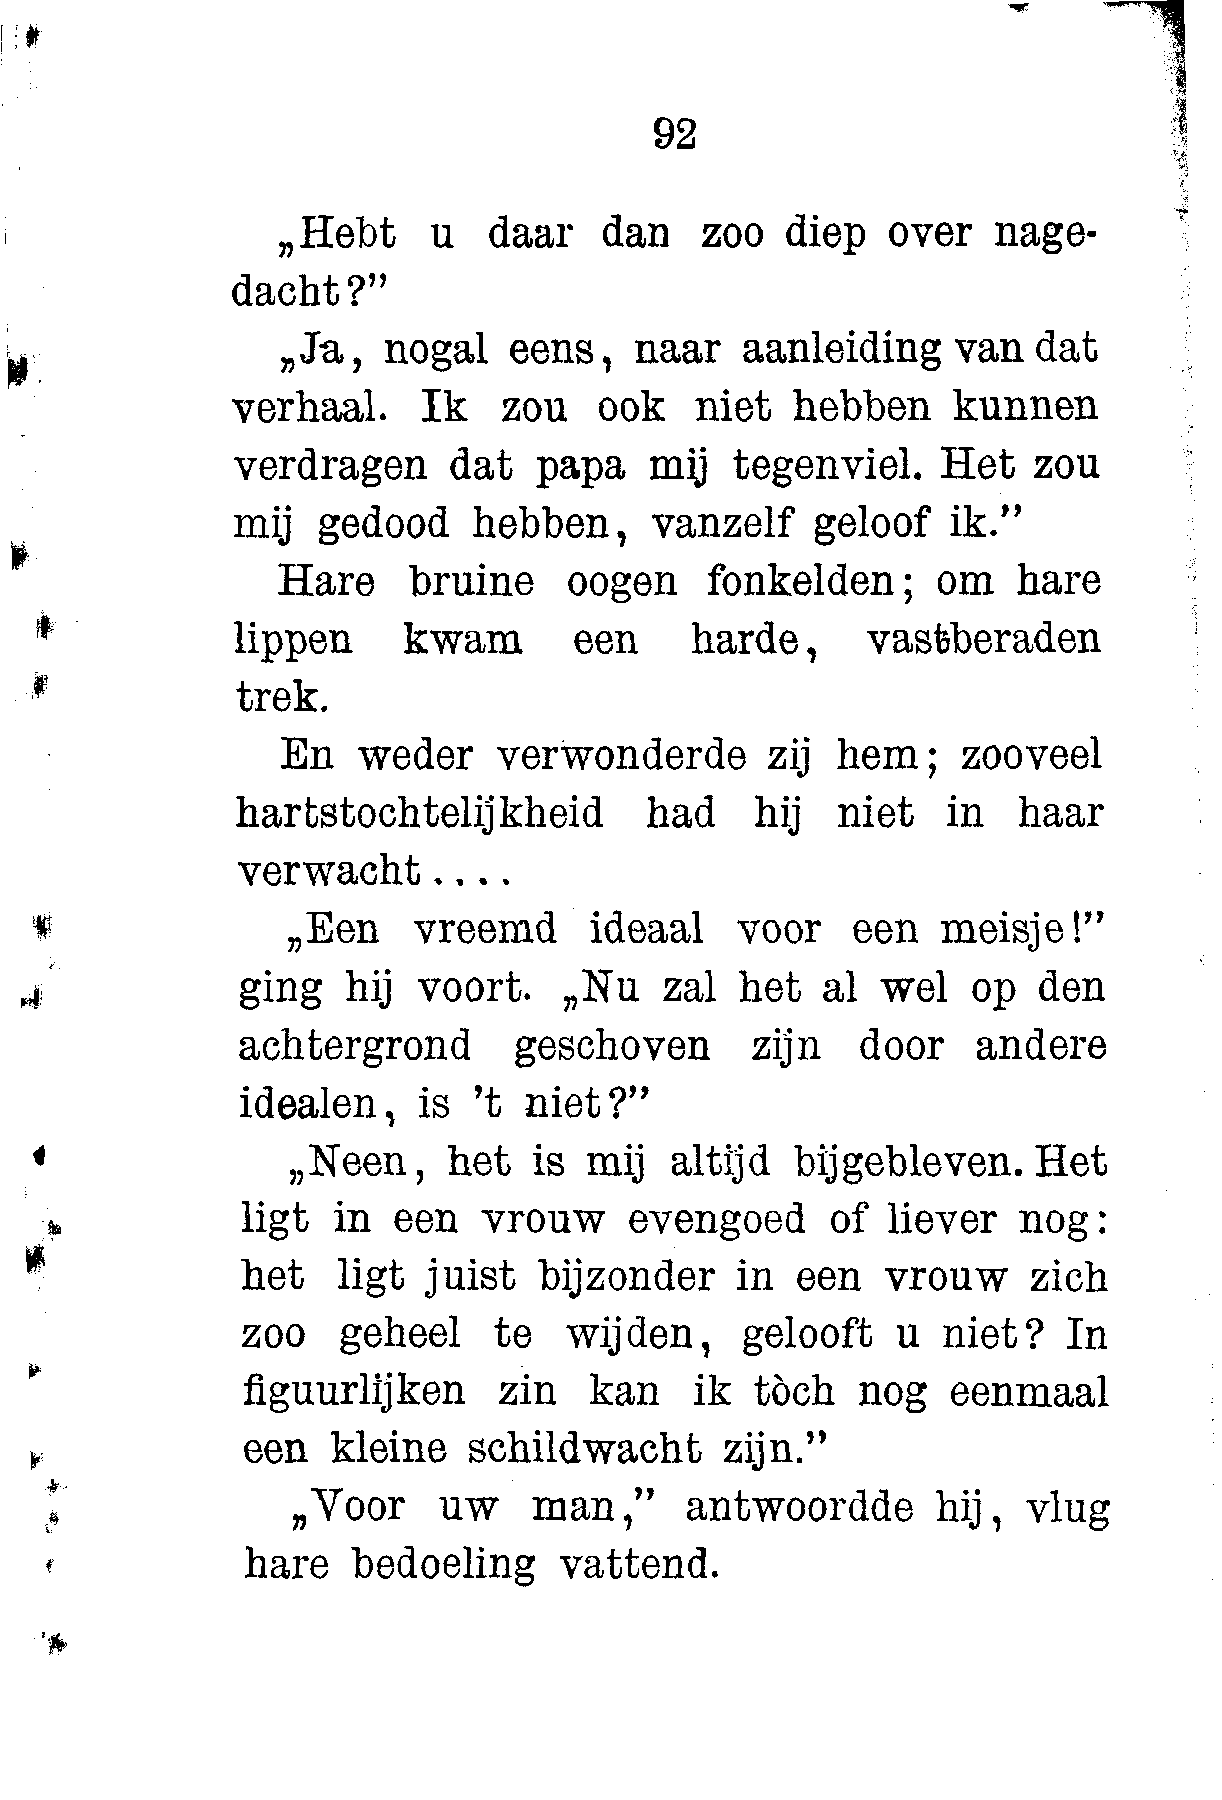 92
„Hebt u daar dan zoo diep over nage-
dacht?”
„Ja, nogal eens, naar aanleiding van dat
verhaal. Ik zou ook niet hebben kunnen
verdragen dat papa mij tegenviel. Het zou
mij gedood hebben, vanzelf geloof ik.”
Hare bruine oogen fonkelden; om hare
lippen kwam een harde, vastberaden
trek.
En weder verwonderde zij hem; zooveel
hartstochtelijkheid had hij niet in haar
verwacht....
„Een vreemd ideaal voor een meisje!”
ging hij voort. „Nu zal het al wel op den
achtergrond geschoven zijn door andere
idealen, is ’t niet?”
„Neen, het is mij altijd bijgebleven. Het
ligt in een vrouw evengoed of liever nog:
het ligt juist bijzonder in een vrouw zich
zoo geheel te wijden, gelooft u niet? In
figuurlijken zin kan ik tòch nog eenmaal
een kleine schildwacht zijn.”
„Voor uw man,” antwoordde hij, vlug
hare bedoeling vattend.